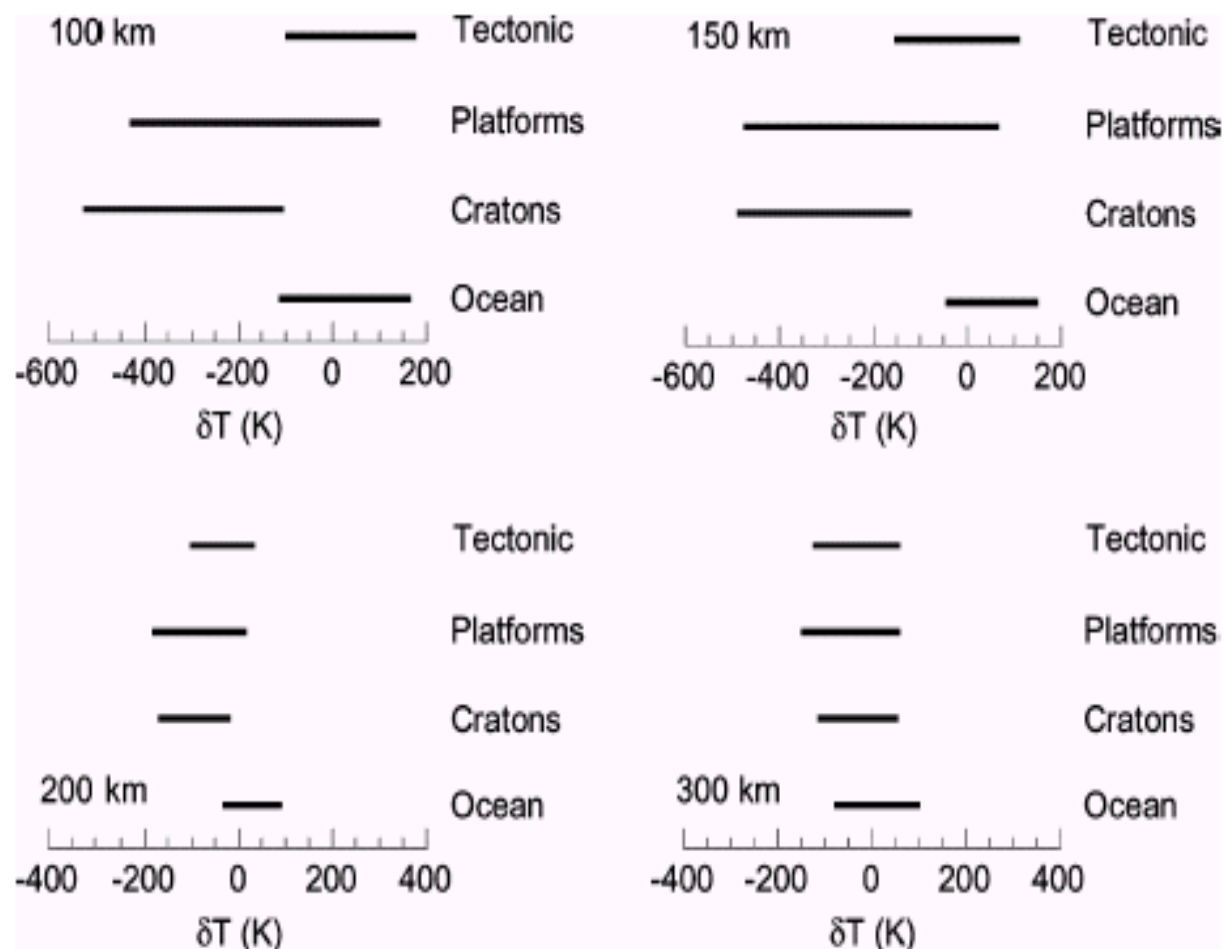 100 km
Tectonic
Platforms
Cratons
Ocean
-600 -400 -200 0 200
δT (K)
150 km
Tectonic
Platforms
Cratons
Ocean
-600 -400 -200 0 200
δT (K)
Tectonic
Platforms
Cratons
200 km
Ocean
-400 -200 0 200 400
δT (K)
Tectonic
Platforms
Cratons
300 km
Ocean
-400 -200 0 200 400
δT (K)